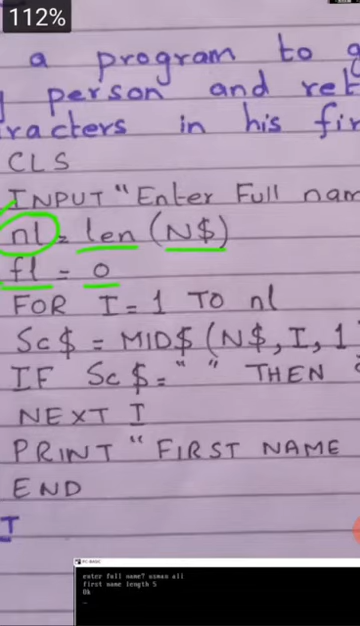 112%
a program to
person and ret
racters in his fir
CLS
INPUT "Enter Full nam
nl = len (N$)
fl = 0
FOR I=1 TO nl
Sc$ = MID$ (N$, I, 1
IF Sc$=" " THEN
NEXT I
PRINT " FIRST NAME
END
enter full name? usman ali
first name length 5
Ok